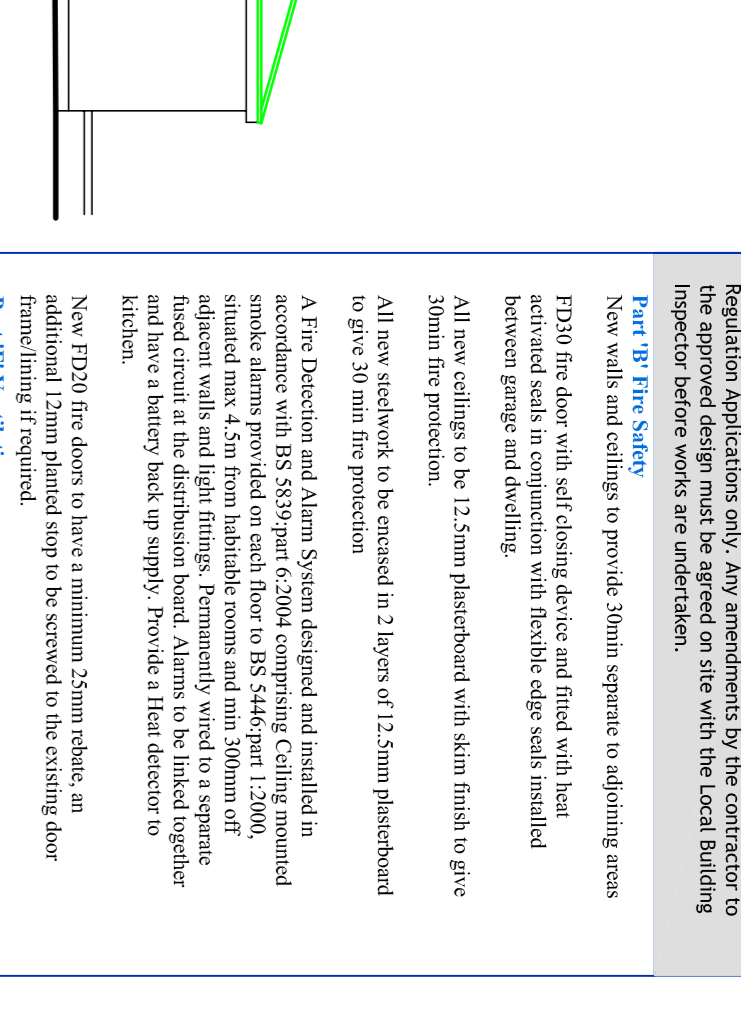 Regulation Applications only. Any amendments by the contractor to
the approved design must be agreed on site with the Local Building
Inspector before works are undertaken.
Part 'B' Fire Safety
New walls and ceilings to provide 30min separate to adjoining areas
FD30 fire door with self closing device and fitted with heat
activated seals in conjunction with flexible edge seals installed
between garage and dwelling.
All new ceilings to be 12.5mm plasterboard with skim finish to give
30min fire protection.
All new steelwork to be encased in 2 layers of 12.5mm plasterboard
to give 30 min fire protection
A Fire Detection and Alarm System designed and installed in
accordance with BS 5839:part 6:2004 comprising Ceiling mounted
smoke alarms provided on each floor to BS 5446:part 1:2000,
situated max 4.5m from habitable rooms and min 300mm off
adjacent walls and light fittings. Permanently wired to a separate
fused circuit at the distribusion board. Alarms to be linked together
and have a battery back up supply. Provide a Heat detector to
kitchen.
New FD20 fire doors to have a minimum 25mm rebate, an
additional 12mm planted stop to be screwed to the existing door
frame/lining if required.